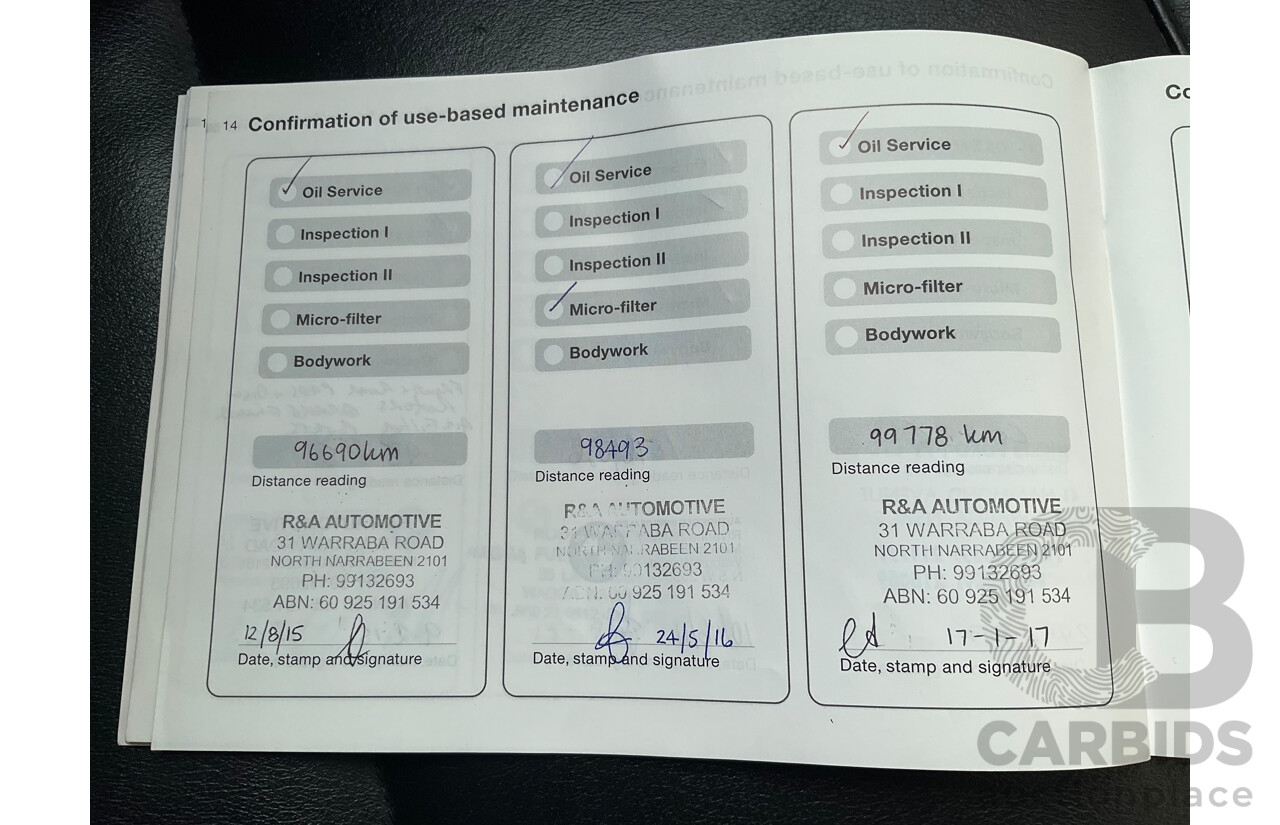 1
14 Confirmation of use-based maintenance
Oil Service
Inspection I
Inspection II
Micro-filter
Bodywork
96690km
Distance reading
R&A AUTOMOTIVE
31 WARRABA ROAD
NORTH NARRABEEN 2101
PH: 99132693
ABN: 60 925 191 534
12/8/15
Date, stamp and signature
Oil Service
Inspection I
Inspection II
Micro-filter
Bodywork
98493
Distance reading
R&A AUTOMOTIVE
31 WARRABA ROAD
NORTH NARRABEEN 2101
PH: 99132693
ABN: 60 925 191 534
24/5/16
Date, stamp and signature
Oil Service
Inspection I
Inspection II
Micro-filter
Bodywork
99778 km
Distance reading
R&A AUTOMOTIVE
31 WARRABA ROAD
NORTH NARRABEEN 2101
PH: 99132693
ABN: 60 925 191 534
17-1-17
Date, stamp and signature
Co
CB
CARBIDS